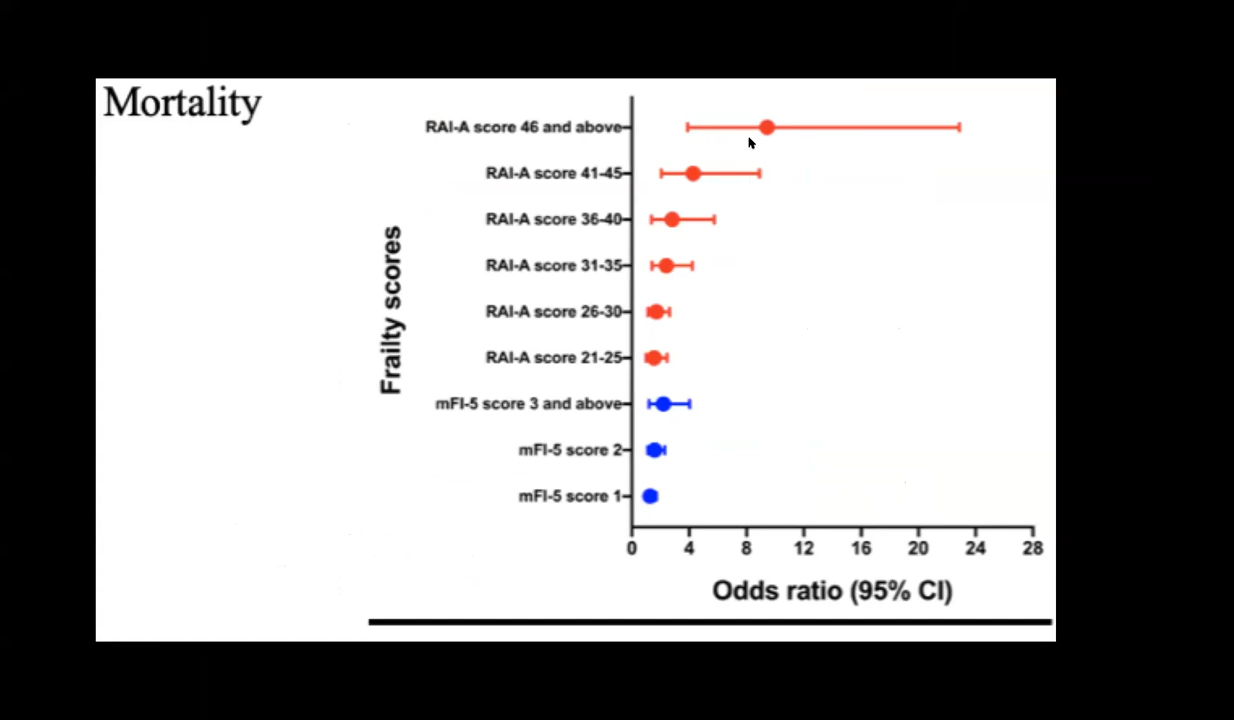 Mortality
RAI-A score 46 and above
RAI-A score 41-45
RAI-A score 36-40
RAI-A score 31-35
RAI-A score 26-30
RAI-A score 21-25
mFI-5 score 3 and above
mFI-5 score 2
mFI-5 score 1
Frailty scores
0 4 8 12 16 20 24 28
Odds ratio (95% CI)